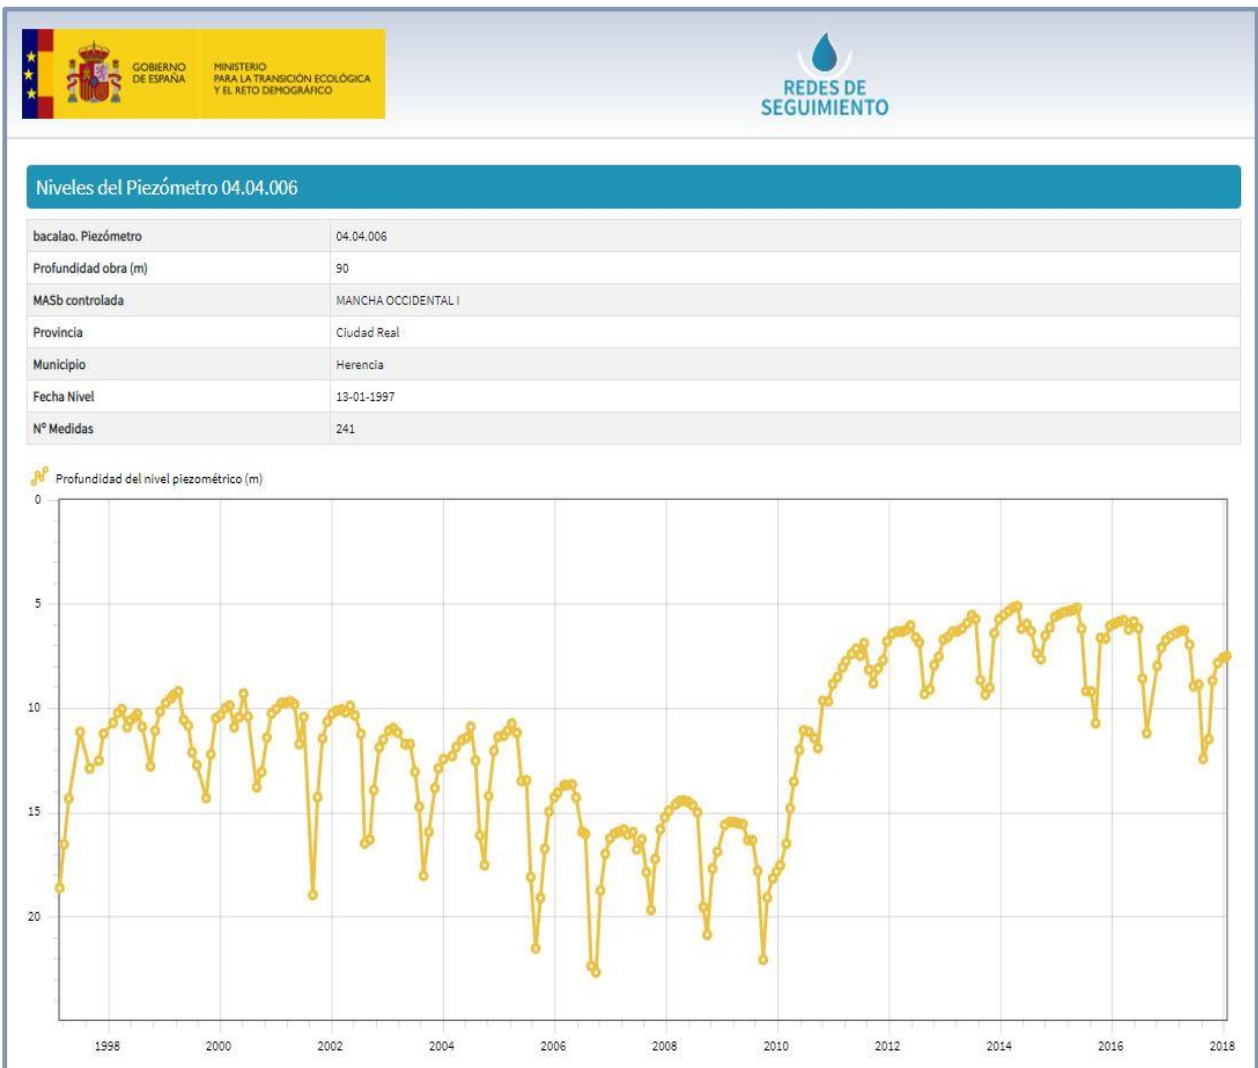 GOBIERNO
DE ESPAÑA
MINISTERIO
PARA LA TRANSICIÓN ECOLÓGICA
Y EL RETO DEMOGRÁFICO
REDES DE
SEGUIMIENTO
Niveles del Piezómetro 04.04.006
bacalao. Piezómetro 04.04.006
Profundidad obra (m) 90
MASb controlada MANCHA OCCIDENTAL I
Provincia Ciudad Real
Municipio Herencia
Fecha Nivel 13-01-1997
Nº Medidas 241
Profundidad del nivel piezométrico (m)
0
5
10
15
20
1998 2000 2002 2004 2006 2008 2010 2012 2014 2016 2018